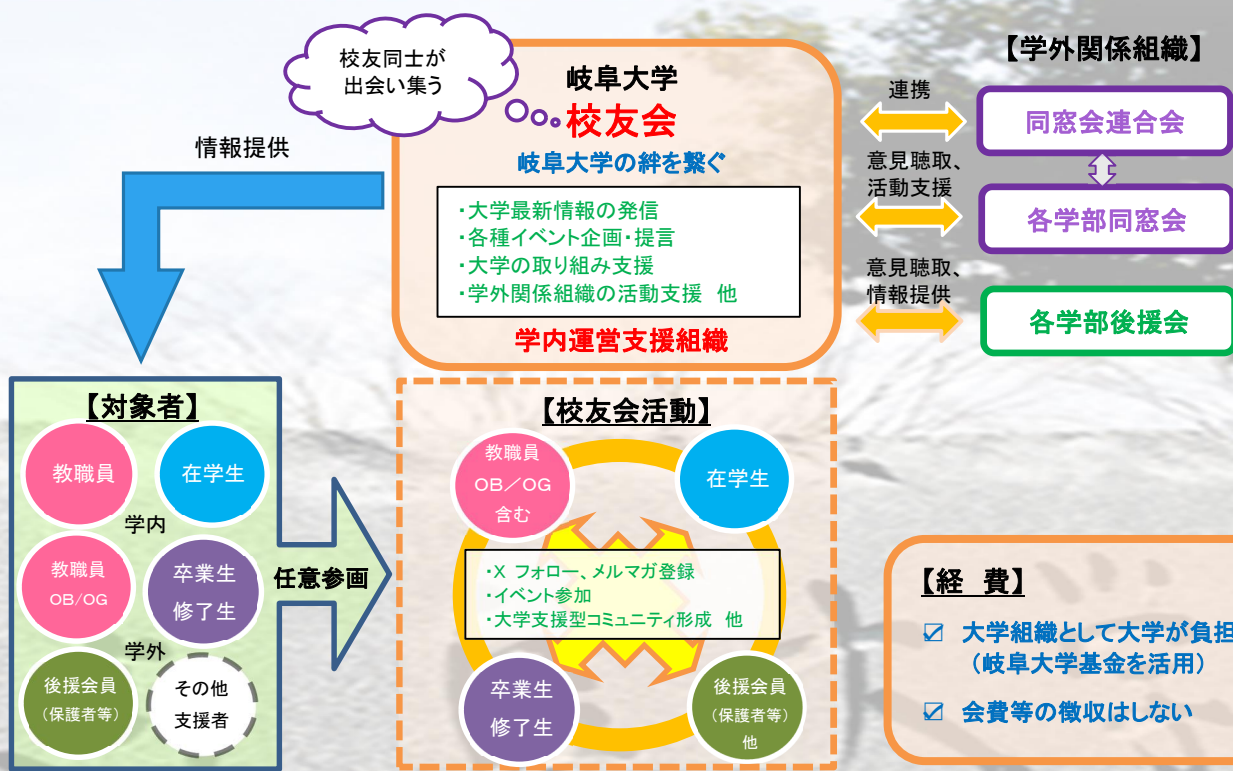 校友同士が
出会い集う
岐阜大学
校友会
岐阜大学の絆を繋ぐ
・大学最新情報の発信
・各種イベント企画・提言
・大学の取り組み支援
・学外関係組織の活動支援 他
学内運営支援組織
情報提供
【学外関係組織】
連携
同窓会連合会
意見聴取、
活動支援
各学部同窓会
意見聴取、
情報提供
各学部後援会
【対象者】
教職員
在学生
学内
教職員
OB/OG
卒業生
修了生
学外
後援会員
(保護者等)
その他
支援者
任意参画
【校友会活動】
教職員
OB/OG
含む
在学生
・X フォロー、メルマガ登録
・イベント参加
・大学支援型コミュニティ形成 他
卒業生
修了生
後援会員
(保護者等)
他
【経 費】
☑ 大学組織として大学が負担
(岐阜大学基金を活用)
☑ 会費等の徴収はしない